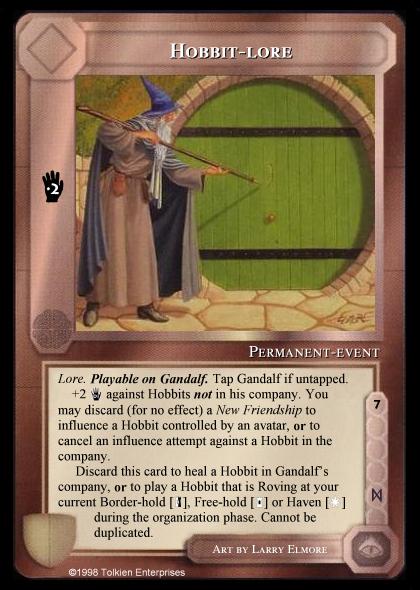 HOBBIT-LORE
2
ELMORE
PERMANENT-EVENT
Lore. Playable on Gandalf. Tap Gandalf if untapped.
+2 against Hobbits not in his company. You
may discard (for no effect) a New Friendship to
influence a Hobbit controlled by an avatar, or to
cancel an influence attempt against a Hobbit in the
company.
Discard this card to heal a Hobbit in Gandalf's
company, or to play a Hobbit that is Roving at your
current Border-hold [ ], Free-hold [ ] or Haven [ ]
during the organization phase. Cannot be
duplicated.
7
ART BY LARRY ELMORE
©1998 Tolkien Enterprises